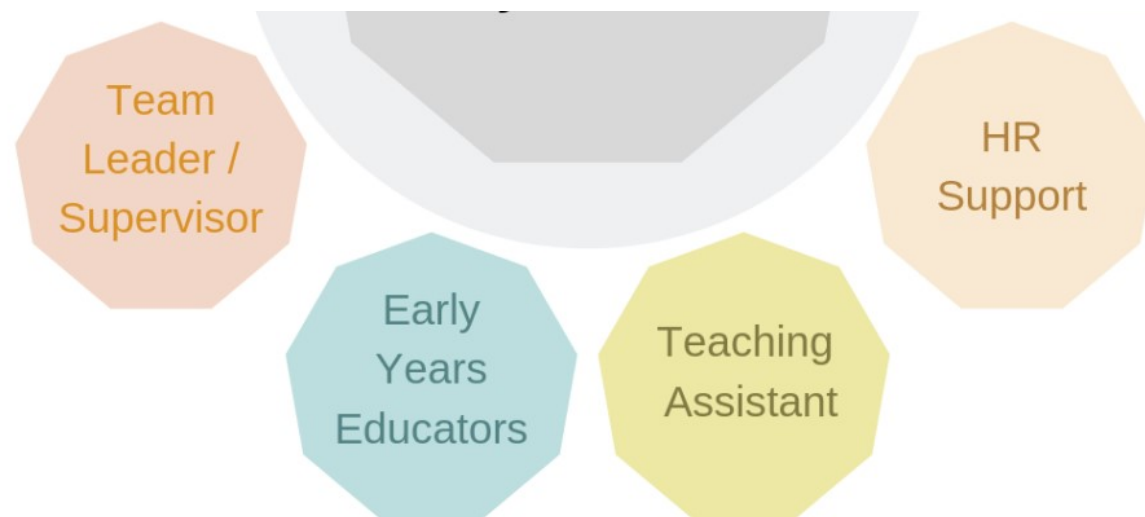 Team
Leader /
Supervisor
HR
Support
Early
Years
Educators
Teaching
Assistant